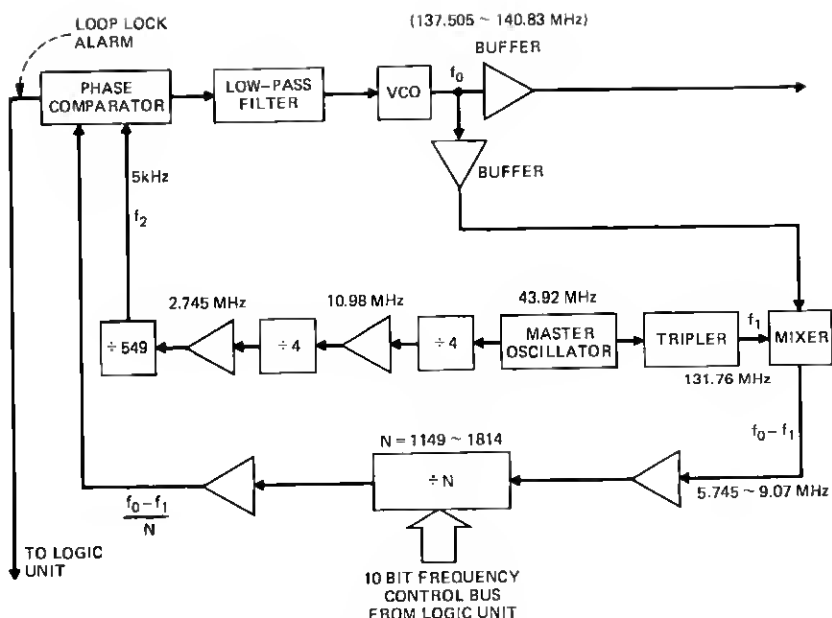 LOOP LOCK
ALARM
(137.505 ~ 140.83 MHz)
BUFFER
PHASE
COMPARATOR
LOW-PASS
FILTER
VCO
f0
BUFFER
5kHz
f2
2.745 MHz
10.98 MHz
43.92 MHz
÷ 549
÷ 4
÷ 4
MASTER
OSCILLATOR
TRIPLER
f1
MIXER
131.76 MHz
f0-f1
N = 1149 ~ 1814
÷ N
5.745 ~ 9.07 MHz
f0-f1
N
TO LOGIC
UNIT
10 BIT FREQUENCY
CONTROL BUS
FROM LOGIC UNIT